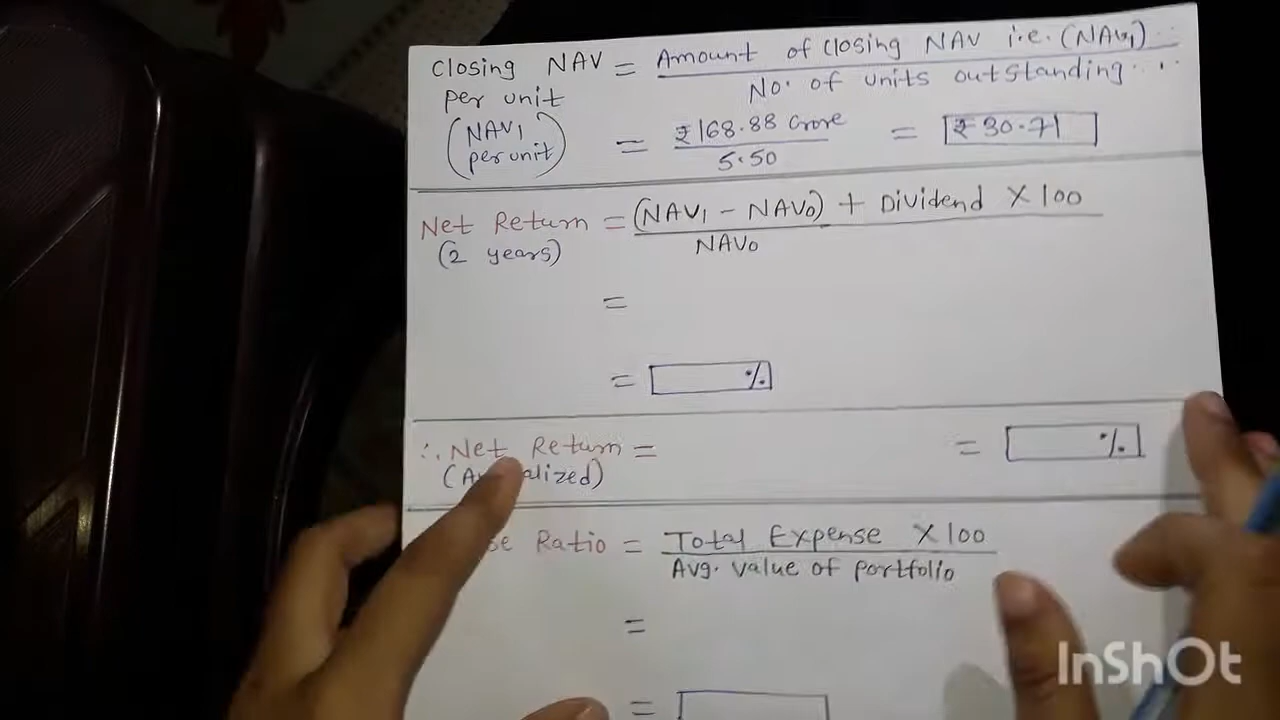 Closing NAV = Amount of closing NAV i.e. (NAV1)
per unit No. of units outstanding
(NAV1 per unit) = ₹168.88 Crore / 5.50 = ₹30.71
Net Return = (NAV1 - NAV0) + Dividend X 100
(2 years) NAV0
=
= %
∴ Net Return = = %
Ratio = Total Expense X 100
Avg. value of portfolio
=
=
InShOt